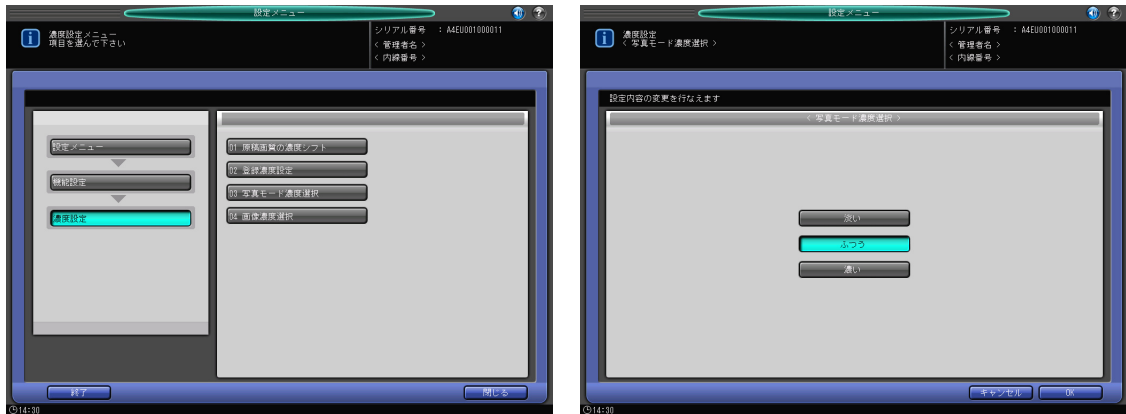 設定メニュー
濃度設定メニュー
項目を選んで下さい
シリアル番号 : A4EU001000011
< 管理者名 >
< 内線番号 >
設定メニュー
機能設定
濃度設定
01 原稿画質の濃度シフト
02 登録濃度設定
03 写真モード濃度選択
04 画像濃度選択
終了
閉じる
14:30
設定メニュー
濃度設定
< 写真モード濃度選択 >
シリアル番号 : A4EU001000011
< 管理者名 >
< 内線番号 >
設定内容の変更を行なえます
< 写真モード濃度選択 >
淡い
ふつう
濃い
キャンセル
OK
14:30